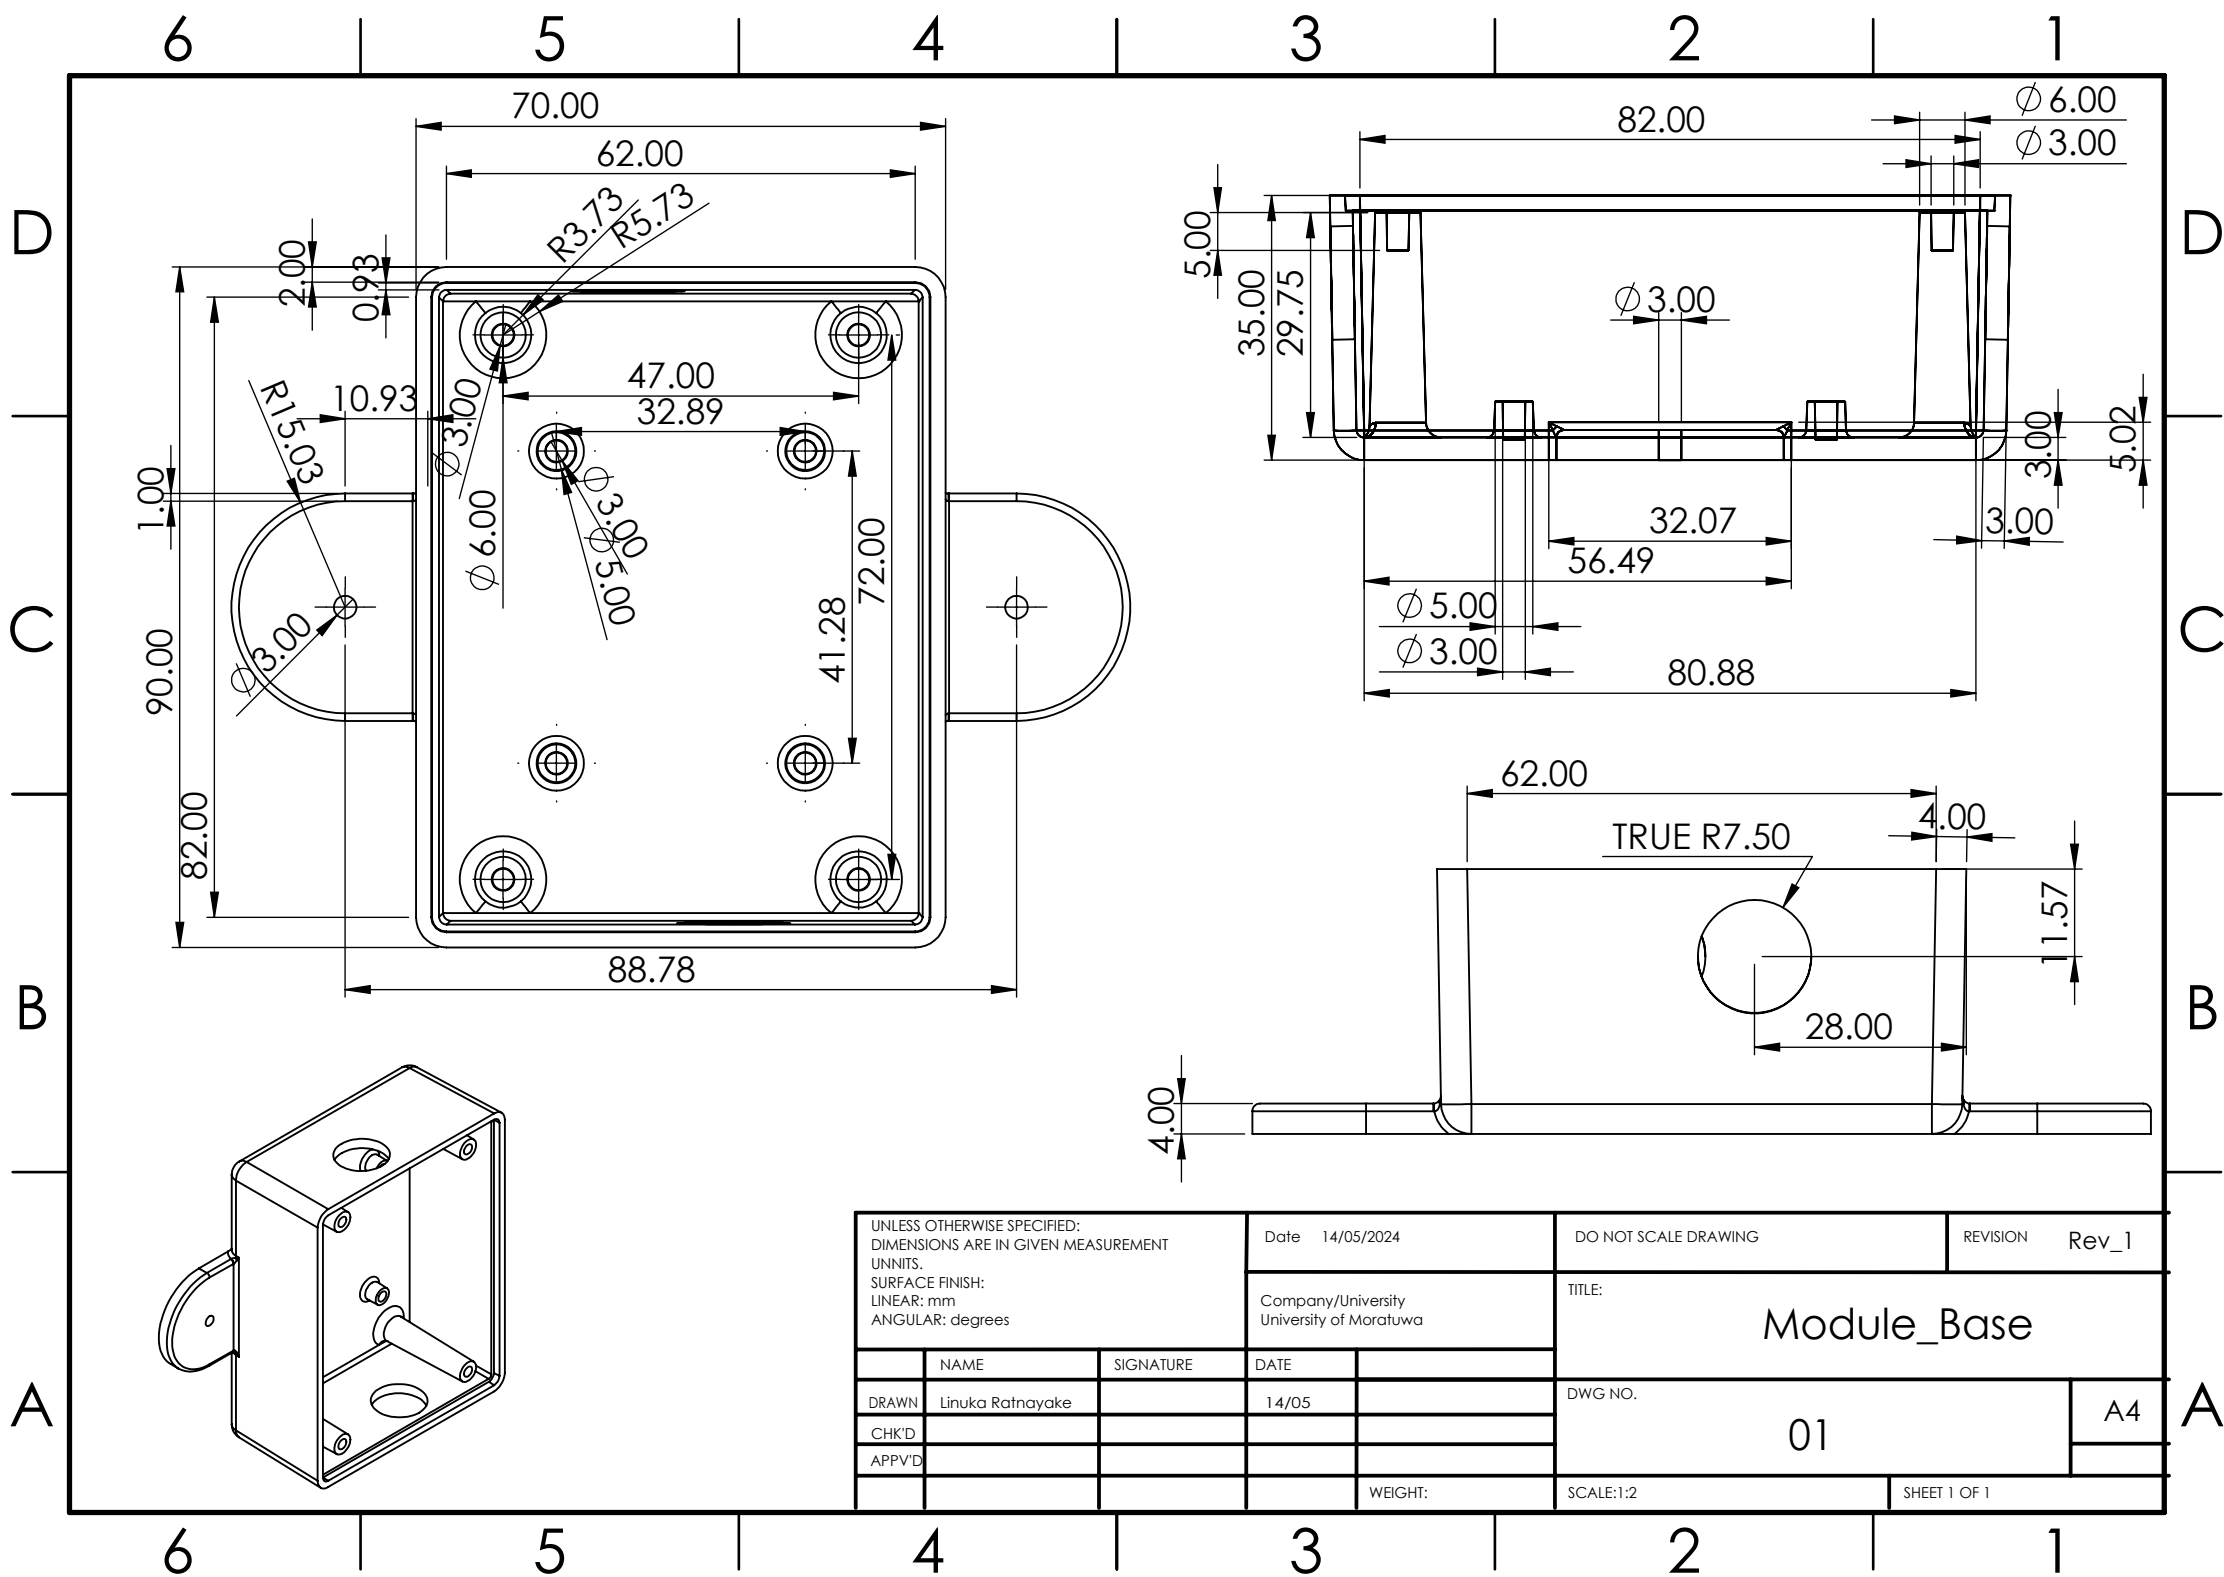 6 5 4 3 2 1
D
C
B
A
D
C
B
A
70.00
62.00
R3.73
R5.73
2.00
0.93
47.00
32.89
10.93
R15.03
∅ 3.00
1.00
∅ 6.00
∅ 3.00
∅ 5.00
72.00
41.28
∅ 3.00
90.00
82.00
88.78
82.00
∅ 6.00
∅ 3.00
5.00
35.00
29.75
∅ 3.00
3.00
5.02
32.07
3.00
56.49
∅ 5.00
∅ 3.00
80.88
62.00
4.00
TRUE R7.50
11.57
28.00
4.00
UNLESS OTHERWISE SPECIFIED:
DIMENSIONS ARE IN GIVEN MEASUREMENT
UNNITS.
SURFACE FINISH:
LINEAR: mm
ANGULAR: degrees
Date 14/05/2024
Company/University
University of Moratuwa
DO NOT SCALE DRAWING
REVISION Rev_1
TITLE:
Module_Base
NAME SIGNATURE DATE
DRAWN Linuka Ratnayake 14/05
CHK'D
APPV'D
DWG NO.
01
A4
WEIGHT:
SCALE:1:2
SHEET 1 OF 1
6 5 4 3 2 1